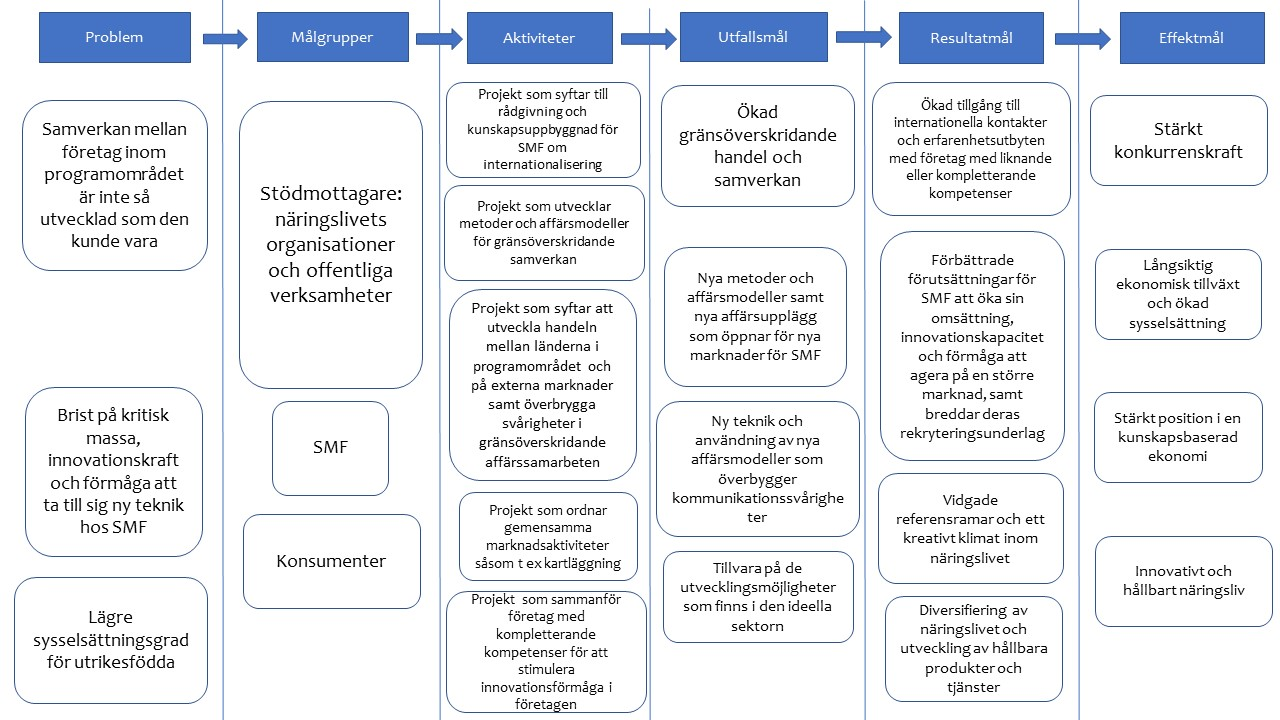 Problem
Målgrupper
Aktiviteter
Utfallsmål
Resultatmål
Effektmål
Samverkan mellan
företag inom
programområdet
är inte så
utvecklad som den
kunde vara
Brist på kritisk
massa,
innovationskraft
och förmåga att
ta till sig ny teknik
hos SMF
Lägre
sysselsättningsgrad
för utrikesfödda
Stödmottagare:
näringslivets
organisationer
och offentliga
verksamheter
SMF
Konsumenter
Projekt som syftar till
rådgivning och
kunskapsuppbyggnad för
SMF om
internationalisering
Projekt som utvecklar
metoder och affärsmodeller
för gränsöverskridande
samverkan
Projekt som syftar att
utveckla handeln
mellan länderna i
programområdet och
på externa marknader
samt överbrygga
svårigheter i
gränsöverskridande
affärssamarbeten
Projekt som ordnar
gemensamma
marknadsaktiviteter
såsom t ex kartläggning
Projekt som sammanför
företag med
kompletterande
kompetenser för att
stimulera
innovationsförmåga i
företagen
Ökad
gränsöverskridande
handel och
samverkan
Nya metoder och
affärsmodeller samt
nya affärsupplägg
som öppnar för nya
marknader för SMF
Ny teknik och
användning av nya
affärsmodeller som
överbygger
kommunikationssvårighe
ter
Tillvara på de
utvecklingsmöjligheter
som finns i den ideella
sektorn
Ökad tillgång till
internationella kontakter
och erfarenhetsutbyten
med företag med liknande
eller kompletterande
kompetenser
Förbättrade
förutsättningar för
SMF att öka sin
omsättning,
innovationskapacitet
och förmåga att
agera på en större
marknad, samt
breddar deras
rekryteringsunderlag
Vidgade
referensramar och ett
kreativt klimat inom
näringslivet
Diversifiering av
näringslivet och
utveckling av hållbara
produkter och
tjänster
Stärkt
konkurrenskraft
Långsiktig
ekonomisk tillväxt
och ökad
sysselsättning
Stärkt position i en
kunskapsbaserad
ekonomi
Innovativt och
hållbart näringsliv